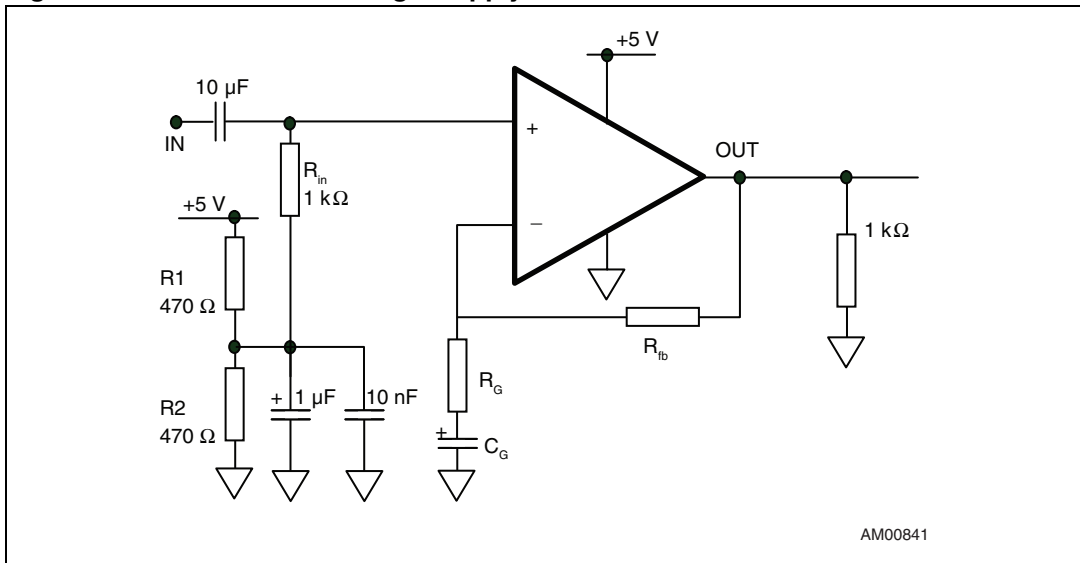 +5 V
10 µF
IN
+
OUT
R_in
1 kΩ
+5 V
–
1 kΩ
R1
470 Ω
R_fb
R_G
+ 1 µF
10 nF
R2
470 Ω
+
C_G
AM00841